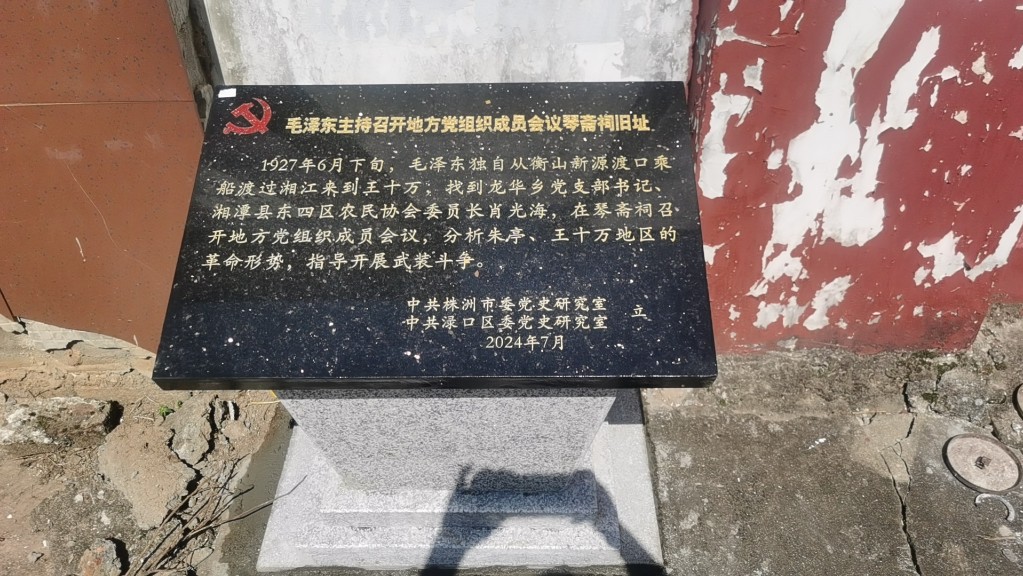 毛泽东主持召开地方党组织成员会议琴斋祠旧址
1927年6月下旬，毛泽东独自从衡山新源渡口乘
船渡过湘江来到王十万，找到龙华乡党支部书记、
湘潭县东四区农民协会委员长肖光海，在琴斋祠召
开地方党组织成员会议，分析朱亭、王十万地区的
革命形势，指导开展武装斗争。
中共株洲市委党史研究室
中共渌口区委党史研究室
立
2024年7月